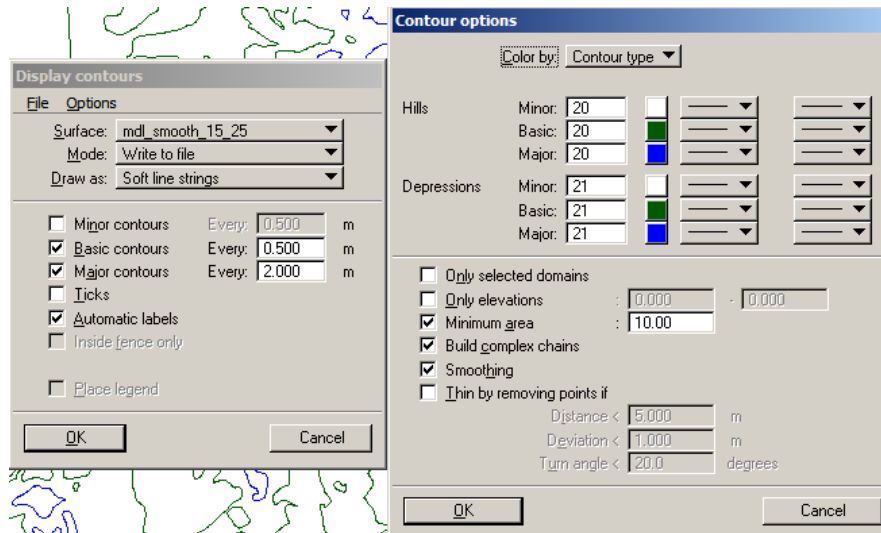 Display contours
File Options
Surface: mdl_smooth_15_25
Mode: Write to file
Draw as: Soft line strings
Minor contours Every: 0.500 m
Basic contours Every: 0.500 m
Major contours Every: 2.000 m
Ticks
Automatic labels
Inside fence only
Place legend
OK Cancel
Contour options
Color by: Contour type
Hills Minor: 20
Basic: 20
Major: 20
Depressions Minor: 21
Basic: 21
Major: 21
Only selected domains
Only elevations : 0.000 - 0.000
Minimum area : 10.00
Build complex chains
Smoothing
Thin by removing points if
Distance < 5.000 m
Deviation < 1.000 m
Turn angle < 20.0 degrees
OK Cancel